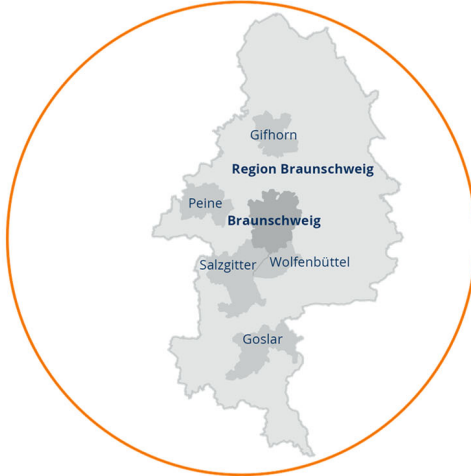 Gifhorn
Region Braunschweig
Peine
Braunschweig
Salzgitter
Wolfenbüttel
Goslar